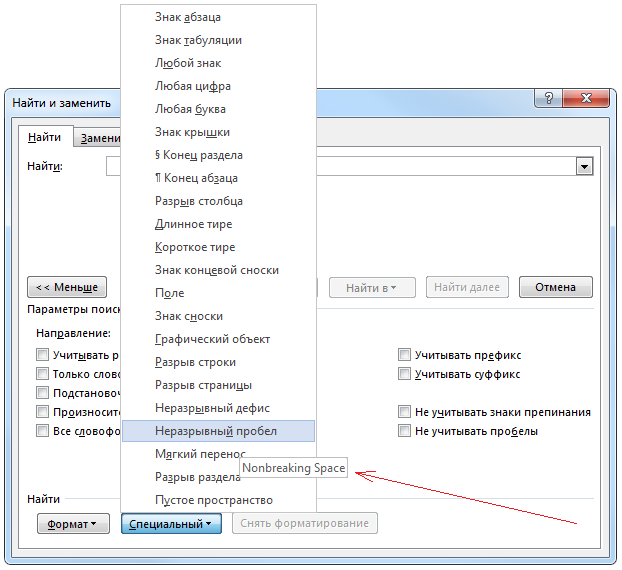 Знак абзаца
Знак табуляции
Любой знак
Любая цифра
Любая буква
Знак крышки
§ Конец раздела
¶ Конец абзаца
Разрыв столбца
Длинное тире
Короткое тире
Знак концевой сноски
Поле
Знак сноски
Графический объект
Разрыв строки
Разрыв страницы
Неразрывный дефис
Неразрывный пробел
Мягкий перенос
Nonbreaking Space
Разрыв раздела
Пустое пространство
Найти и заменить
?
Найти
Замени
Найти:
<< Меньше
Найти в
Найти далее
Отмена
Параметры поиск
Направление:
Учитывать р
Только слово
Подстановоч
Произносит
Все словофо
Учитывать префикс
Учитывать суффикс
Не учитывать знаки препинания
Не учитывать пробелы
Найти
Формат
Специальный
Снять форматирование